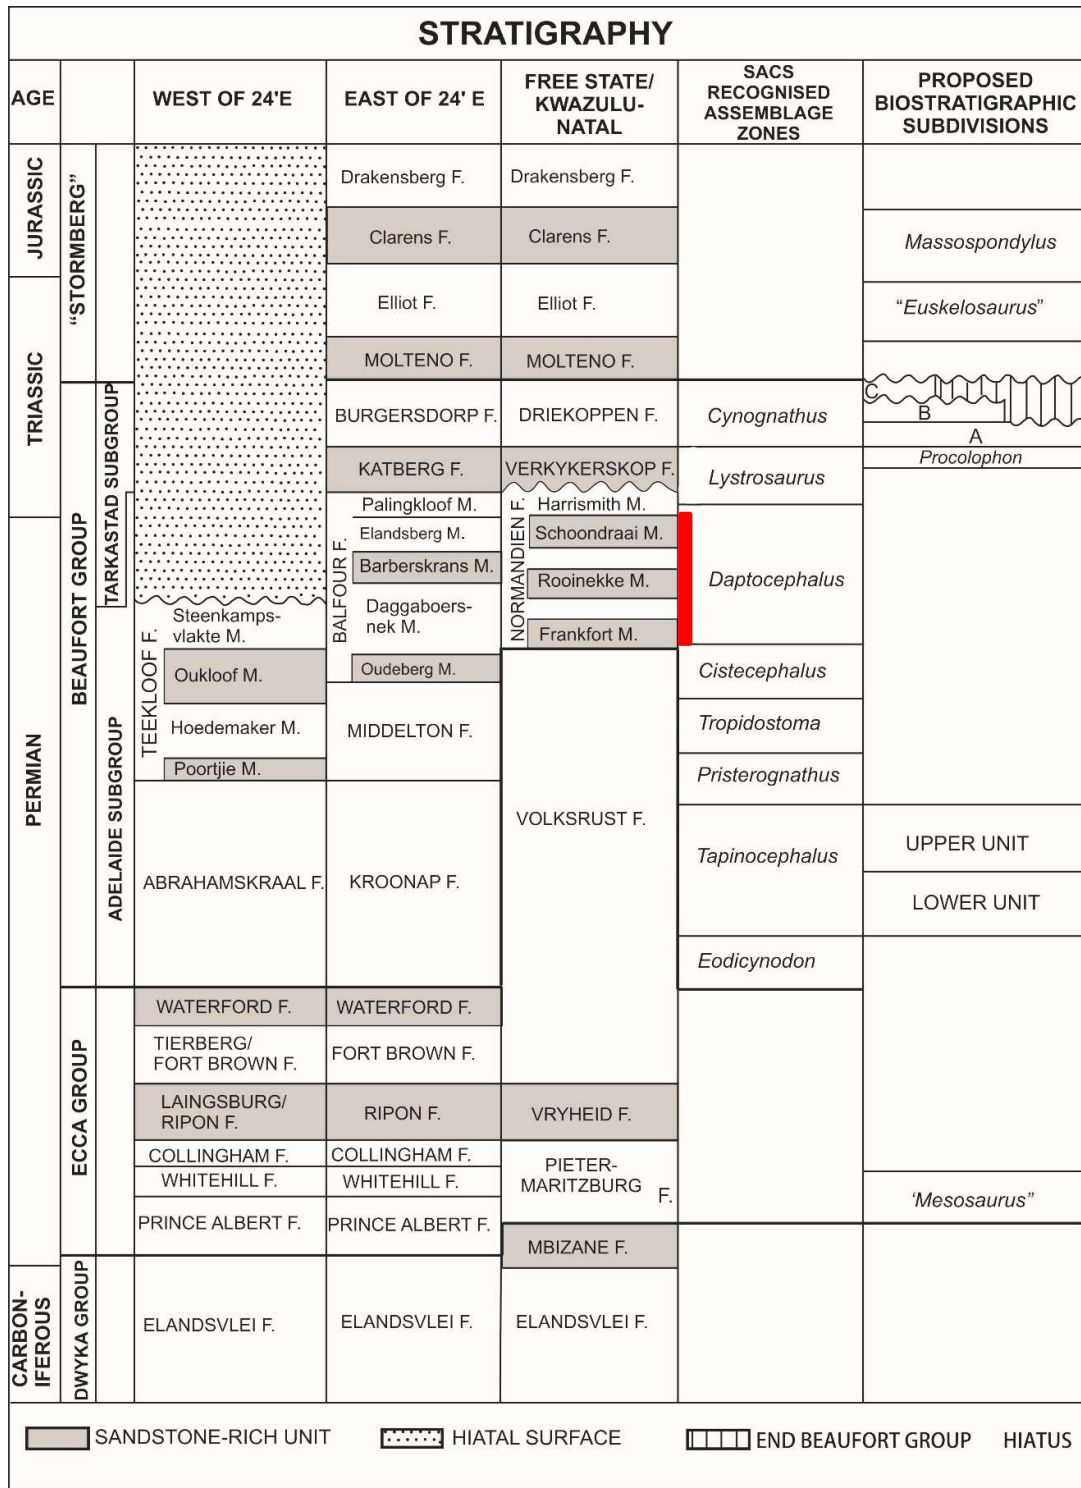 STRATIGRAPHY
AGE
WEST OF 24'E
EAST OF 24' E
FREE STATE/
KWAZULU-
NATAL
SACS
RECOGNISED
ASSEMBLAGE
ZONES
PROPOSED
BIOSTRATIGRAPHIC
SUBDIVISIONS
JURASSIC
TRIASSIC
PERMIAN
CARBON-
IFEROUS
"STORMBERG"
BEAUFORT GROUP
ECCA GROUP
DWYKA GROUP
TARKASTAD SUBGROUP
ADELAIDE SUBGROUP
TEEKLOOF F.
Steenkamps-
vlakte M.
Oukloof M.
Hoedemaker M.
Poortjie M.
ABRAHAMSKRAAL F.
WATERFORD F.
TIERBERG/
FORT BROWN F.
LAINGSBURG/
RIPON F.
COLLINGHAM F.
WHITEHILL F.
PRINCE ALBERT F.
ELANDSVLEI F.
Drakensberg F.
Clarens F.
Elliot F.
MOLTENO F.
BURGERSDORP F.
KATBERG F.
BALFOUR F.
Palingkloof M.
Elandsberg M.
Barberskrans M.
Daggaboers-
nek M.
Oudeberg M.
MIDDELTON F.
KROONAP F.
WATERFORD F.
FORT BROWN F.
RIPON F.
COLLINGHAM F.
WHITEHILL F.
PRINCE ALBERT F.
ELANDSVLEI F.
Drakensberg F.
Clarens F.
Elliot F.
MOLTENO F.
DRIEKOPPEN F.
VERKYKERSKOP F.
NORMANDIEN F.
Harrismith M.
Schoondraai M.
Rooinekke M.
Frankfort M.
VOLKSRUST F.
VRYHEID F.
PIETER-
MARITZBURG F.
MBIZANE F.
ELANDSVLEI F.
Cynognathus
Lystrosaurus
Daptocephalus
Cistecephalus
Tropidostoma
Pristerognathus
Tapinocephalus
Eodicynodon
Massospondylus
"Euskelosaurus"
C
B
A
Procolophon
UPPER UNIT
LOWER UNIT
'Mesosaurus"
SANDSTONE-RICH UNIT
HIATAL SURFACE
END BEAUFORT GROUP HIATUS